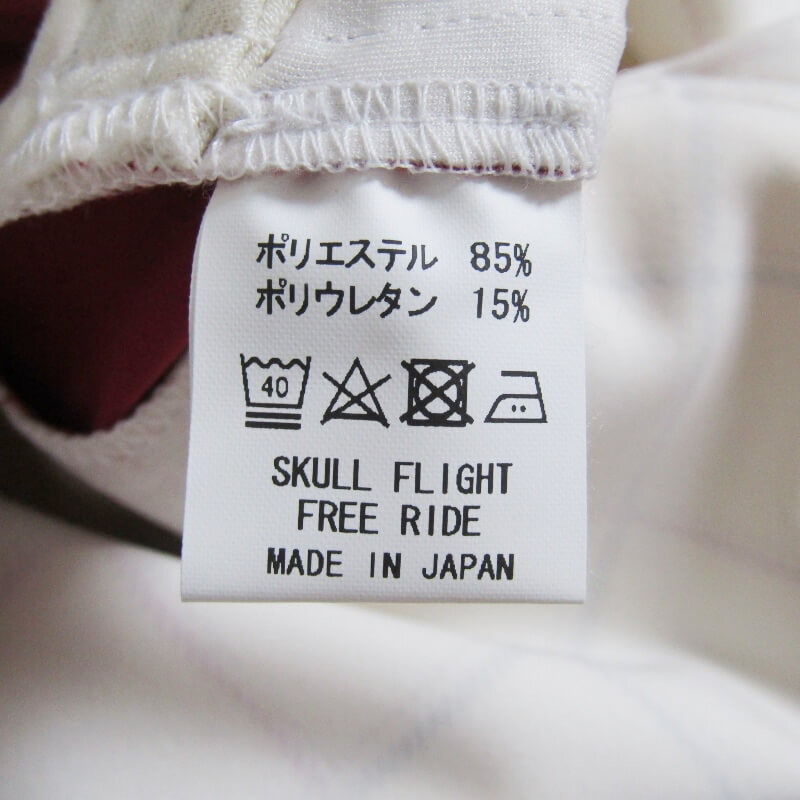 ポリエステル 85%
ポリウレタン 15%
40
SKULL FLIGHT
FREE RIDE
MADE IN JAPAN